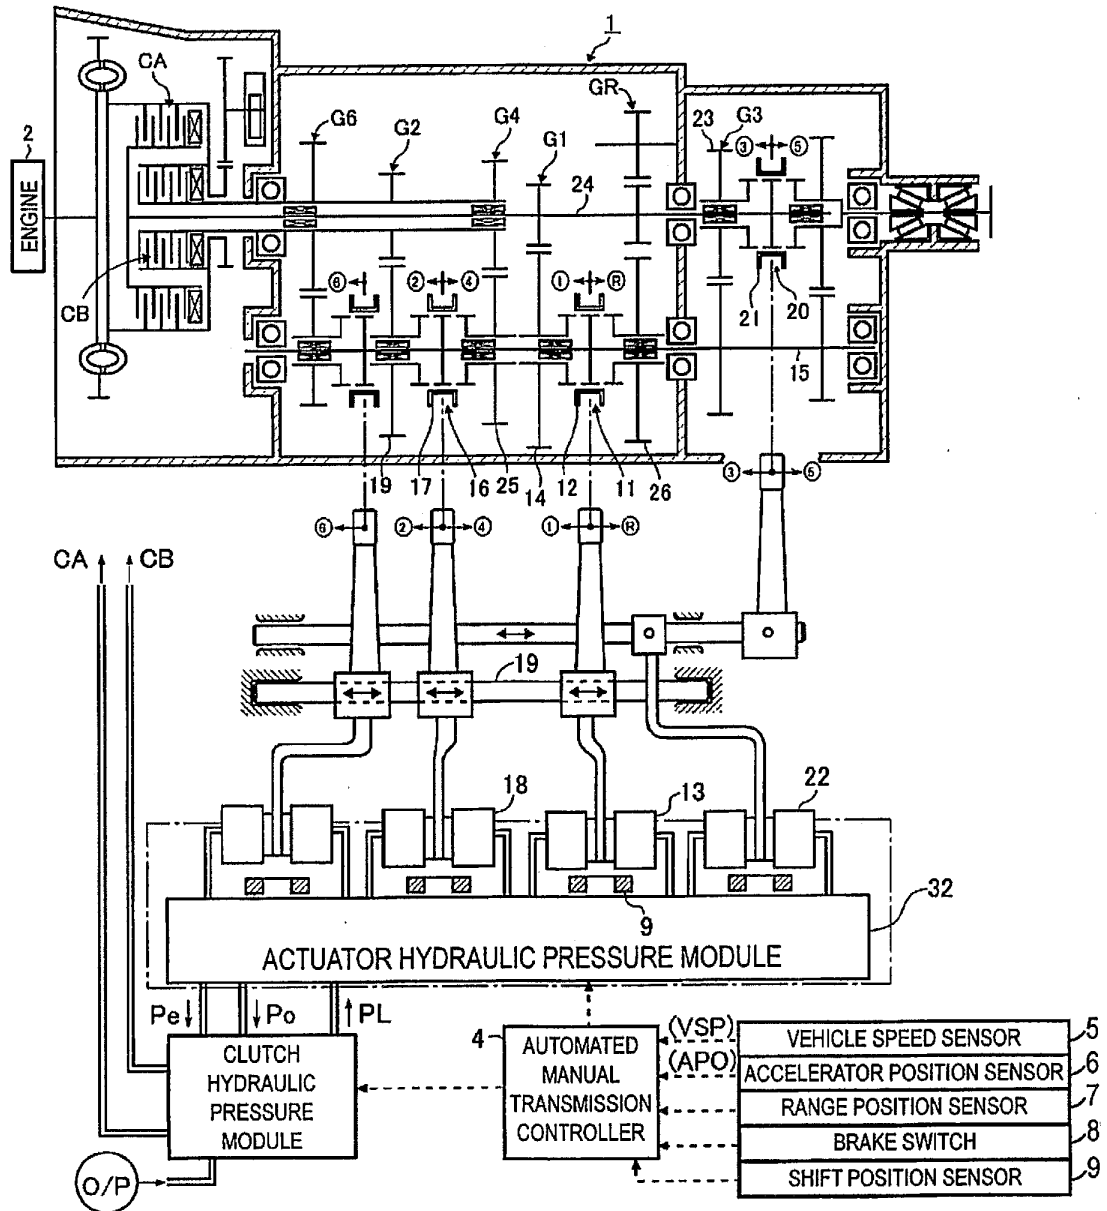 1
CA
GR
2
G6
G2
G4
G1
23
G3
③
⑤
ENGINE
24
CB
⑥
②
④
①
Ⓡ
21
20
15
19
17
16
25
14
12
11
26
③
⑤
⑥
②
④
①
Ⓡ
CA
CB
19
18
13
22
9
32
ACTUATOR HYDRAULIC PRESSURE MODULE
Pe
Po
PL
4
(VSP)
VEHICLE SPEED SENSOR
5
CLUTCH
HYDRAULIC
PRESSURE
MODULE
AUTOMATED
MANUAL
TRANSMISSION
CONTROLLER
(APO)
ACCELERATOR POSITION SENSOR
6
RANGE POSITION SENSOR
7
BRAKE SWITCH
8
SHIFT POSITION SENSOR
9
O/P